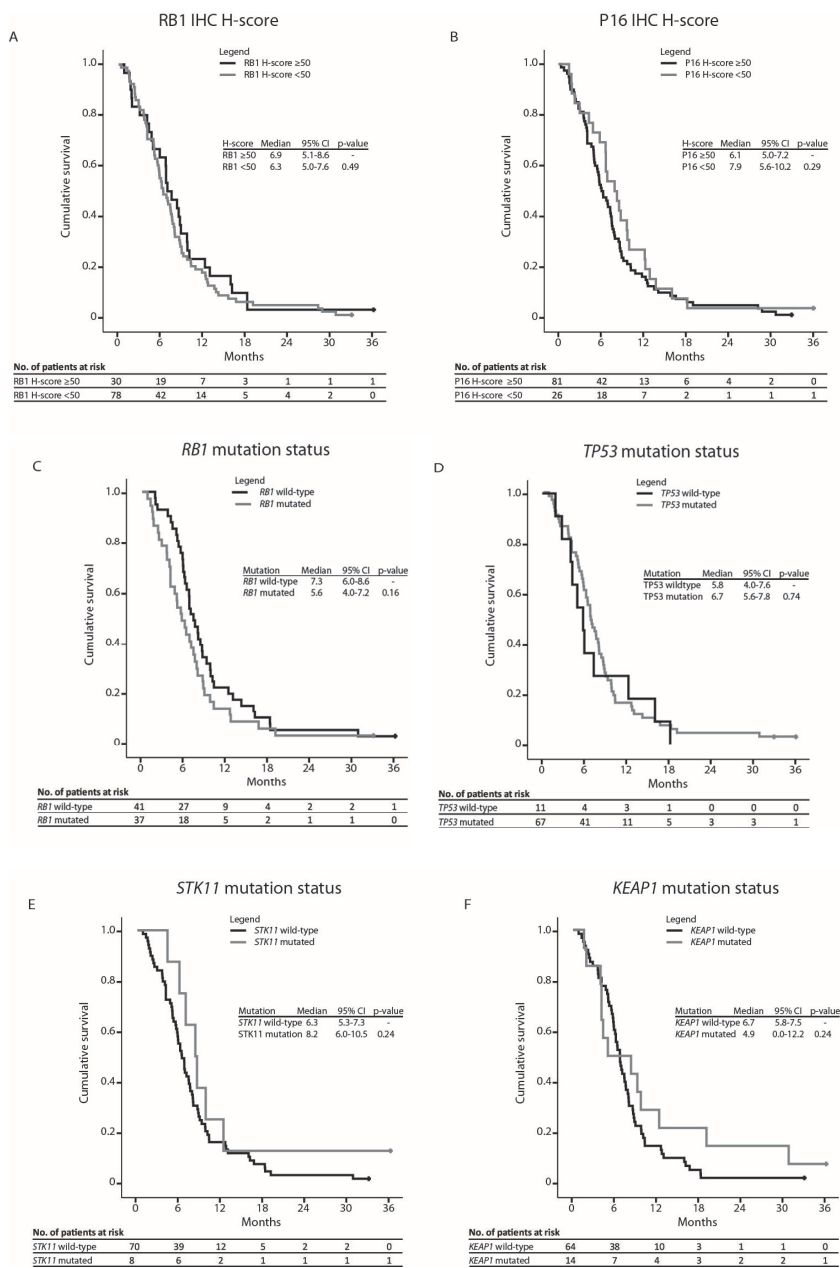 RB1 IHC H-score
A
Legend
RB1 H-score ≥50
RB1 H-score <50
H-score Median 95% CI p-value
RB1 ≥50 6.9 5.1-8.6 -
RB1 <50 6.3 5.0-7.6 0.49
Cumulative survival
1.0
0.8
0.6
0.4
0.2
0
0 6 12 18 24 30 36
Months
No. of patients at risk
RB1 H-score ≥50 30 19 7 3 1 1 1
RB1 H-score <50 78 42 14 5 4 2 0
P16 IHC H-score
B
Legend
P16 H-score ≥50
P16 H-score <50
H-score Median 95% CI p-value
P16 ≥50 6.1 5.0-7.2 -
P16 <50 7.9 5.6-10.2 0.29
Cumulative survival
1.0
0.8
0.6
0.4
0.2
0
0 6 12 18 24 30 36
Months
No. of patients at risk
P16 H-score ≥50 81 42 13 6 4 2 0
P16 H-score <50 26 18 7 2 1 1 1
RB1 mutation status
C
Legend
RB1 wild-type
RB1 mutated
Mutation Median 95% CI p-value
RB1 wild-type 7.3 6.0-8.6 -
RB1 mutated 5.6 4.0-7.2 0.16
Cumulative survival
1.0
0.8
0.6
0.4
0.2
0
0 6 12 18 24 30 36
Months
No. of patients at risk
RB1 wild-type 41 27 9 4 2 2 1
RB1 mutated 37 18 5 2 1 1 0
TP53 mutation status
D
Legend
TP53 wild-type
TP53 mutated
Mutation Median 95% CI p-value
TP53 wildtype 5.8 4.0-7.6 -
TP53 mutation 6.7 5.6-7.8 0.74
Cumulative survival
1.0
0.8
0.6
0.4
0.2
0
0 6 12 18 24 30 36
Months
No. of patients at risk
TP53 wild-type 11 4 3 1 0 0 0
TP53 mutated 67 41 11 5 3 3 1
STK11 mutation status
E
Legend
STK11 wild-type
STK11 mutated
Mutation Median 95% CI p-value
STK11 wild-type 6.3 5.3-7.3 -
STK11 mutation 8.2 6.0-10.5 0.24
Cumulative survival
1.0
0.8
0.6
0.4
0.2
0
0 6 12 18 24 30 36
Months
No. of patients at risk
STK11 wild-type 70 39 12 5 2 2 0
STK11 mutated 8 6 2 1 1 1 1
KEAP1 mutation status
F
Legend
KEAP1 wild-type
KEAP1 mutated
Mutation Median 95% CI p-value
KEAP1 wild-type 6.7 5.8-7.5 -
KEAP1 mutated 4.9 0.0-12.2 0.24
Cumulative survival
1.0
0.8
0.6
0.4
0.2
0
0 6 12 18 24 30 36
Months
No. of patients at risk
KEAP1 wild-type 64 38 10 3 1 1 0
KEAP1 mutated 14 7 4 3 2 2 1